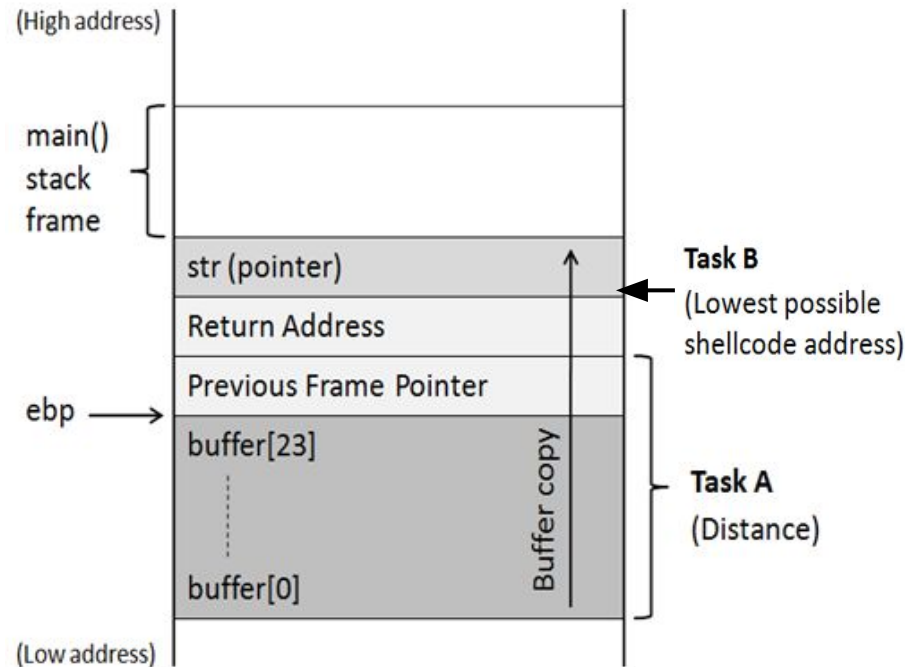 (High address)
main()
stack
frame
str (pointer)
Task B
(Lowest possible
shellcode address)
Return Address
Previous Frame Pointer
ebp
buffer[23]
Buffer copy
Task A
(Distance)
buffer[0]
(Low address)